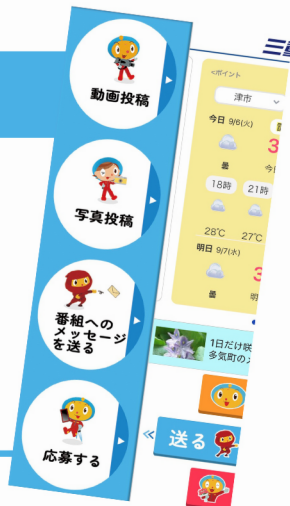 動画投稿
写真投稿
番組への
メッセージ
を送る
応募する
<ポイント
津市
今日 9/6(火)
曇
18時 21時
28℃ 27℃
明日 9/7(水)
曇
1日だけ咲
多気町の
送る